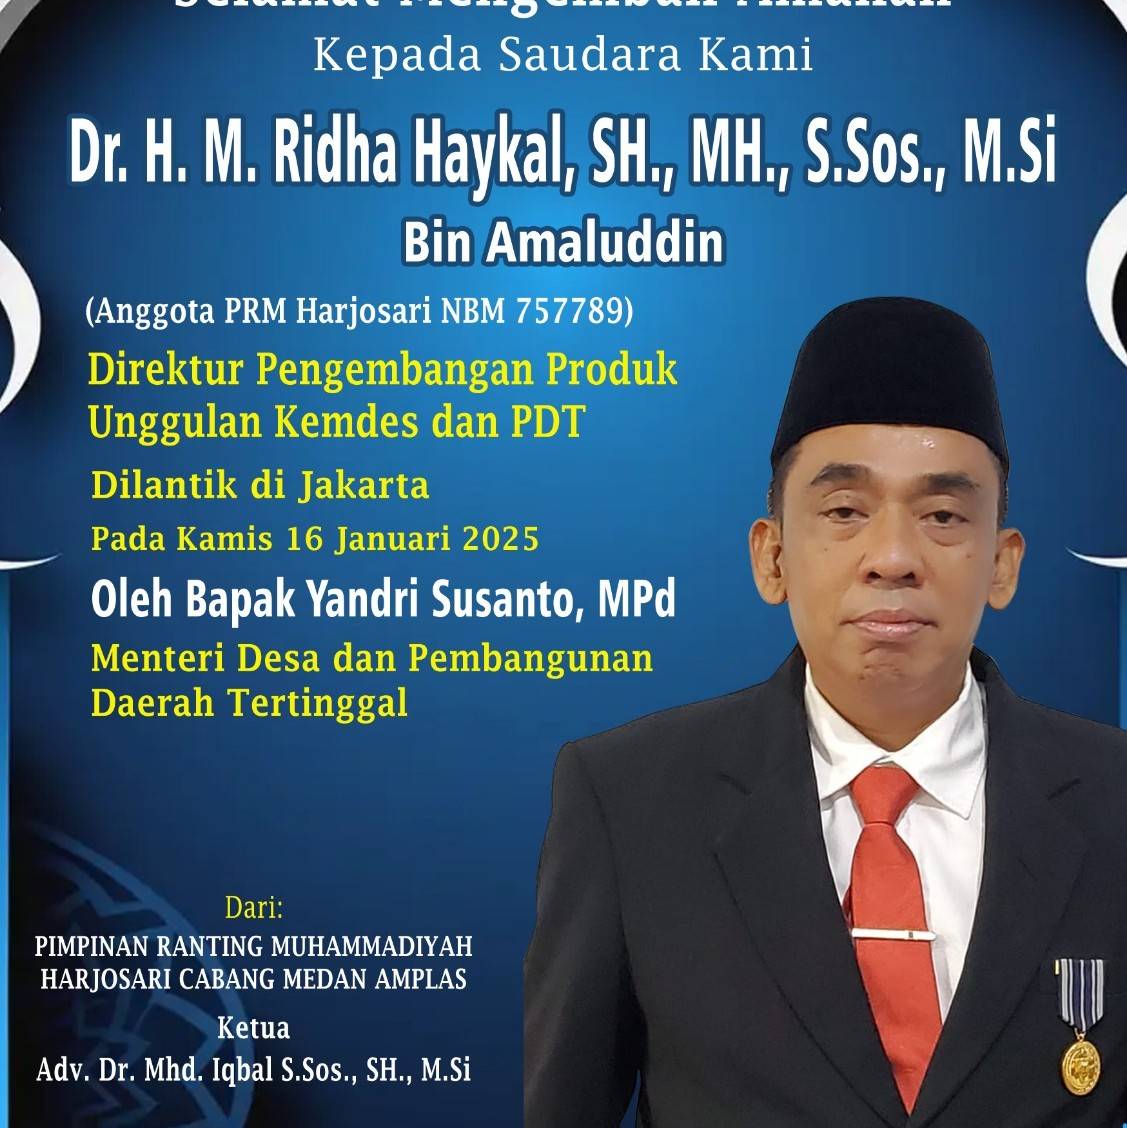 Selamat Mengemban Amanah
Kepada Saudara Kami
Dr. H. M. Ridha Haykal, SH., MH., S.Sos., M.Si
Bin Amaluddin
(Anggota PRM Harjosari NBM 757789)
Direktur Pengembangan Produk
Unggulan Kemdes dan PDT
Dilantik di Jakarta
Pada Kamis 16 Januari 2025
Oleh Bapak Yandri Susanto, MPd
Menteri Desa dan Pembangunan
Daerah Tertinggal
Dari:
PIMPINAN RANTING MUHAMMADIYAH
HARJOSARI CABANG MEDAN AMPLAS
Ketua
Adv. Dr. Mhd. Iqbal S.Sos., SH., M.Si